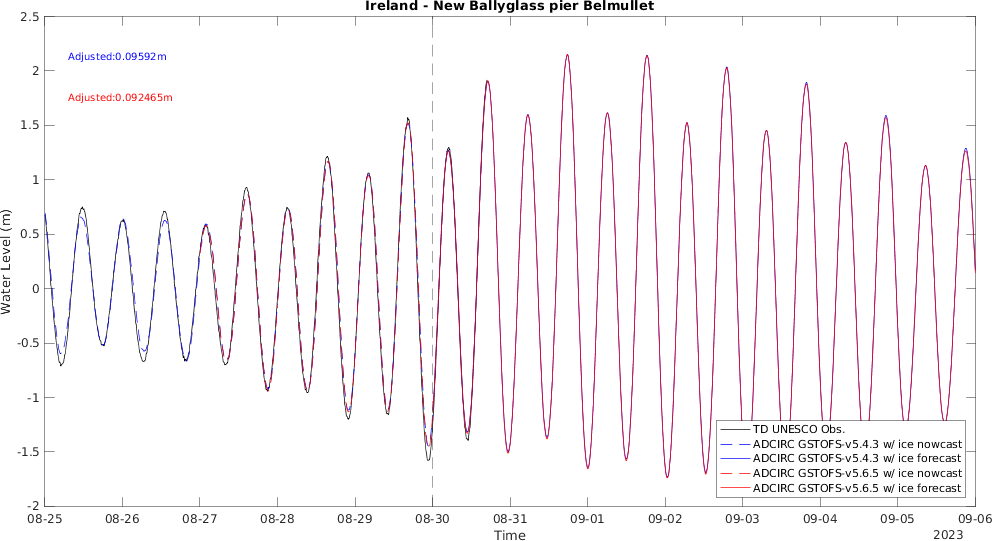 Ireland - New Ballyglass pier Belmullet
2.5
2
1.5
1
0.5
0
-0.5
-1
-1.5
-2
Water Level (m)
Adjusted:0.09592m
Adjusted:0.092465m
TD UNESCO Obs.
ADCIRC GSTOFS-v5.4.3 w/ ice nowcast
ADCIRC GSTOFS-v5.4.3 w/ ice forecast
ADCIRC GSTOFS-v5.6.5 w/ ice nowcast
ADCIRC GSTOFS-v5.6.5 w/ ice forecast
08-25 08-26 08-27 08-28 08-29 08-30 08-31 09-01 09-02 09-03 09-04 09-05 09-06
Time
2023